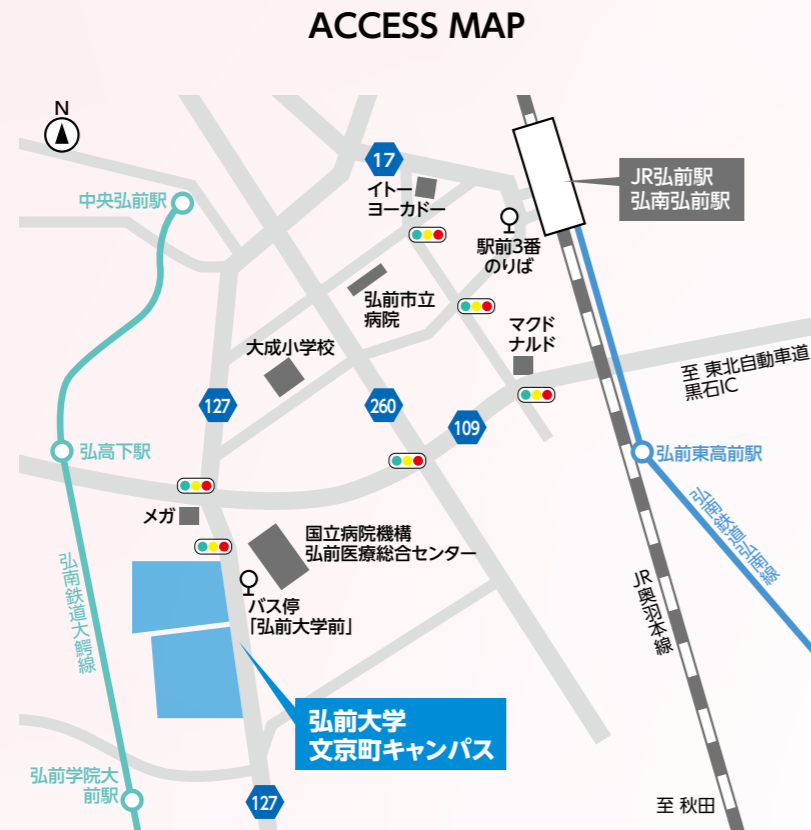 ACCESS MAP
N
17
イトー
ヨーカドー
JR弘前駅
弘南弘前駅
中央弘前駅
駅前3番
のりば
弘前市立
病院
マクド
ナルド
大成小学校
至 東北自動車道
黒石IC
127
260
109
弘高下駅
弘前東高前駅
メガ
国立病院機構
弘前医療総合センター
弘南鉄道弘南線
弘南鉄道大鰐線
バス停
「弘前大学前」
JR奥羽本線
弘前大学
文京町キャンパス
弘前学院大
前駅
127
至 秋田